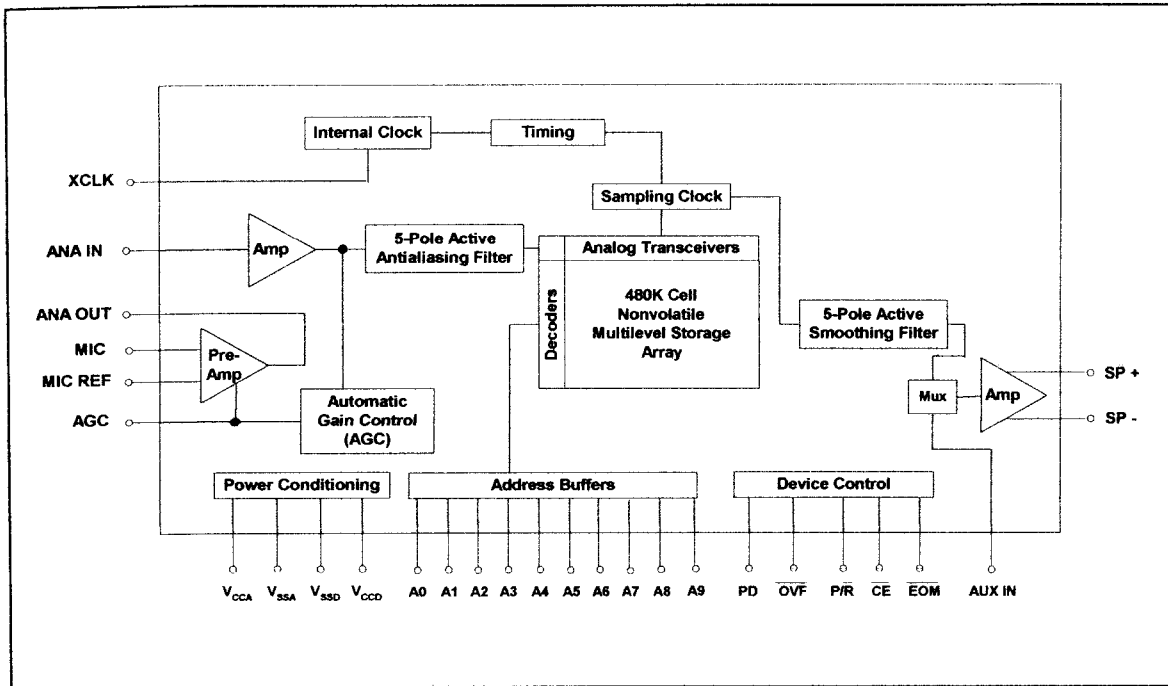 Internal Clock
Timing
XCLK
Sampling Clock
ANA IN
Amp
5-Pole Active
Antialiasing Filter
Analog Transceivers
Decoders
480K Cell
Nonvolatile
Multilevel Storage
Array
ANA OUT
MIC
Pre-
Amp
MIC REF
AGC
Automatic
Gain Control
(AGC)
5-Pole Active
Smoothing Filter
Mux
Amp
SP +
SP -
Power Conditioning
Address Buffers
Device Control
VCCA VSSA VSSD VCCD A0 A1 A2 A3 A4 A5 A6 A7 A8 A9 PD O̅V̅F̅ P/R̅ C̅E̅ E̅O̅M̅ AUX IN